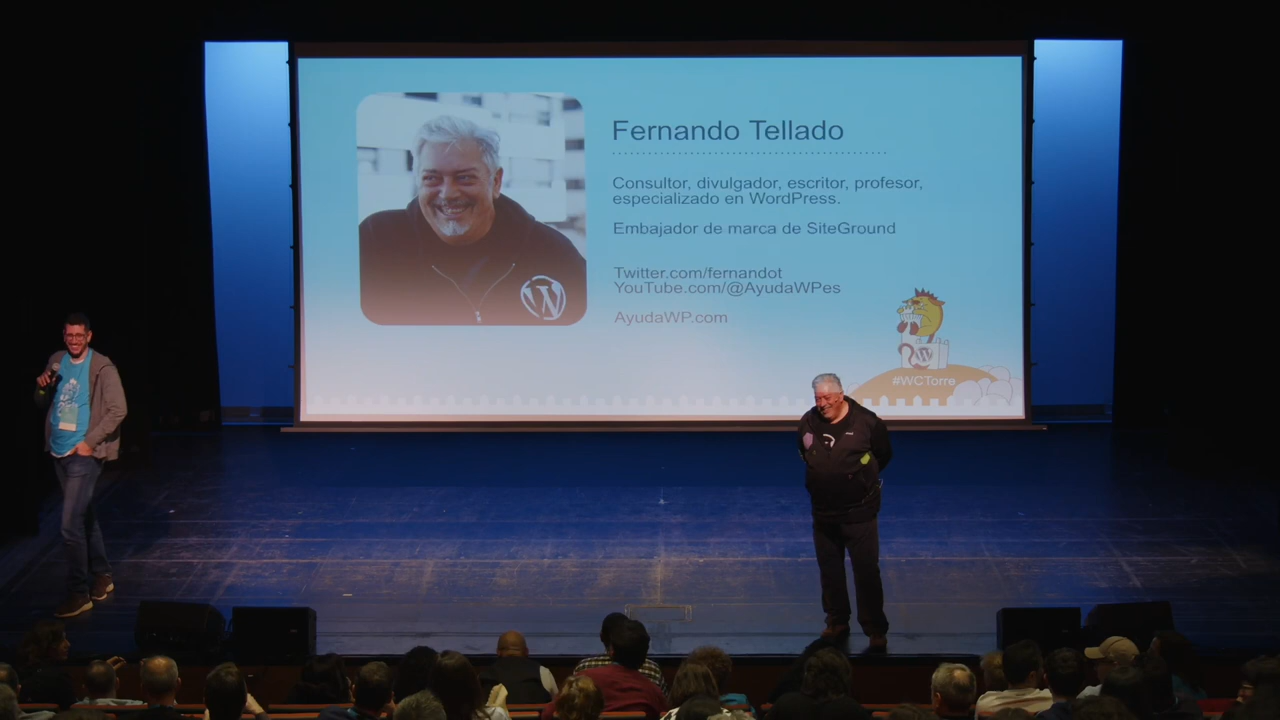 Fernando Tellado
Consultor, divulgador, escritor, profesor,
especializado en WordPress.
Embajador de marca de SiteGround
Twitter.com/fernandot
YouTube.com/@AyudaWPes
AyudaWP.com
#WCTorre